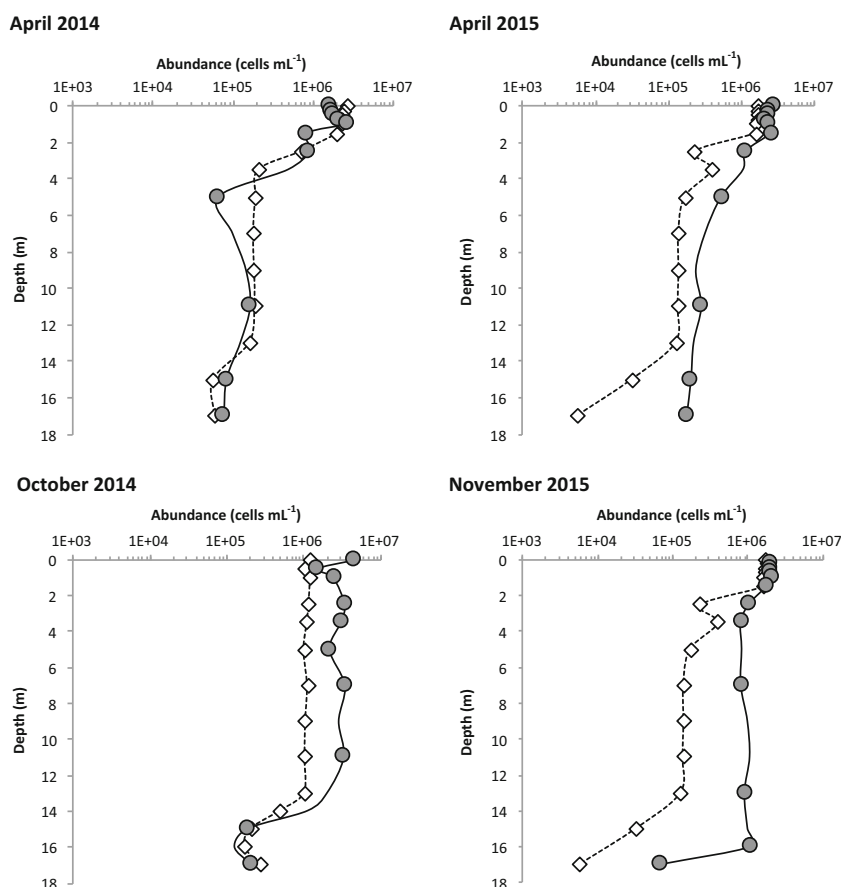 April 2014
Abundance (cells mL-1)
1E+03 1E+04 1E+05 1E+06 1E+07
0
2
4
6
8
10
12
14
16
18
Depth (m)
April 2015
Abundance (cells mL-1)
1E+03 1E+04 1E+05 1E+06 1E+07
0
2
4
6
8
10
12
14
16
18
Depth (m)
October 2014
Abundance (cells mL-1)
1E+03 1E+04 1E+05 1E+06 1E+07
0
2
4
6
8
10
12
14
16
18
Depth (m)
November 2015
Abundance (cells mL-1)
1E+03 1E+04 1E+05 1E+06 1E+07
0
2
4
6
8
10
12
14
16
18
Depth (m)